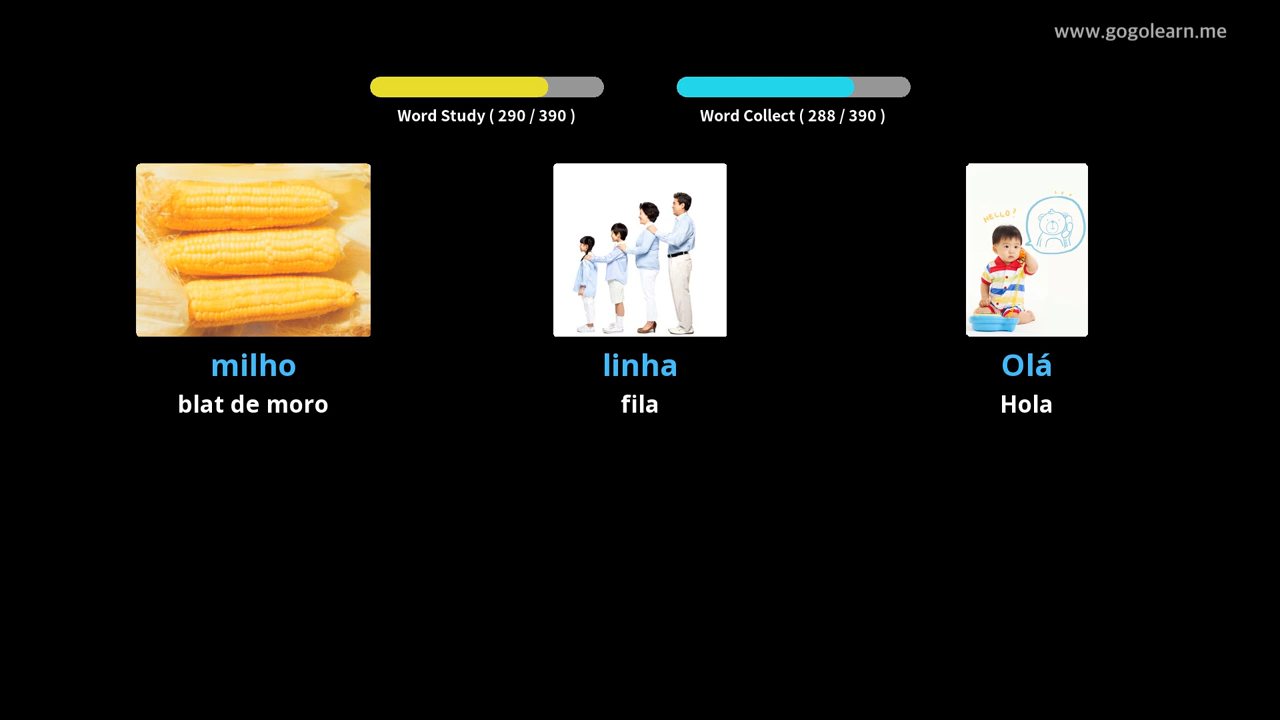 www.gogolearn.me
Word Study ( 290 / 390 )
Word Collect ( 288 / 390 )
HELLO?
milho
linha
Olá
blat de moro
fila
Hola